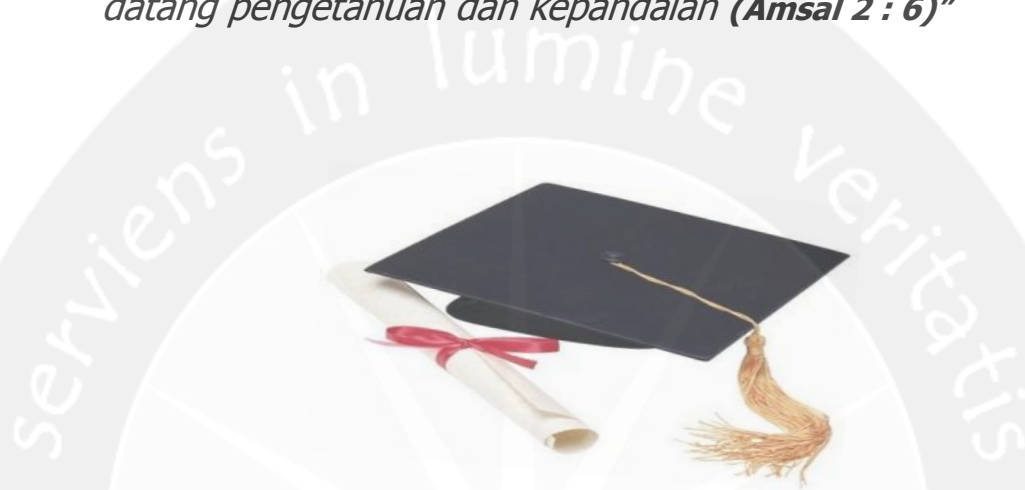 datang pengetahuan dan kepandaian (Amsal 2 : 6)”
serviens in lumine veritatis